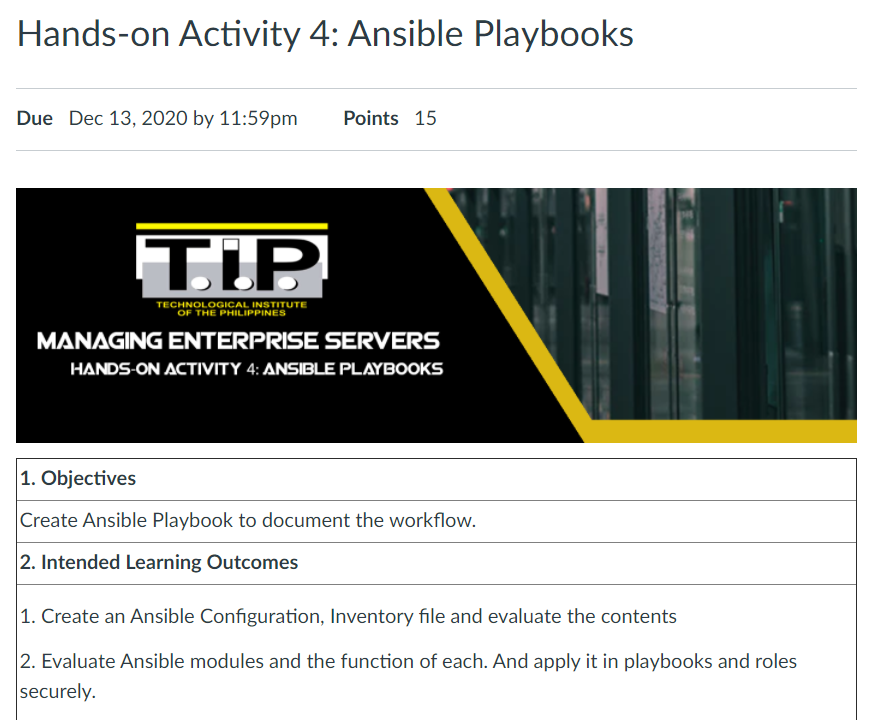 Hands-on Activity 4: Ansible Playbooks
Due Dec 13, 2020 by 11:59pm Points 15
T.I.P
TECHNOLOGICAL INSTITUTE
OF THE PHILIPPINES
MANAGING ENTERPRISE SERVERS
HANDS-ON ACTIVITY 4: ANSIBLE PLAYBOOKS
1. Objectives
Create Ansible Playbook to document the workflow.
2. Intended Learning Outcomes
1. Create an Ansible Configuration, Inventory file and evaluate the contents
2. Evaluate Ansible modules and the function of each. And apply it in playbooks and roles
securely.